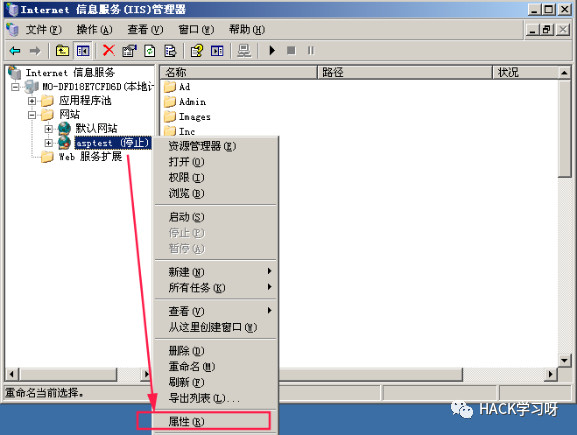 Internet 信息服务(IIS)管理器
文件(F) 操作(A) 查看(V) 窗口(W) 帮助(H)
Internet 信息服务
MO-DFD18E7CFD6D(本地计
应用程序池
网站
默认网站
asptest (停止)
Web 服务扩展
名称 路径 状况
Ad
Admin
Images
Inc
资源管理器(E)
打开(O)
权限(I)
浏览(B)
启动(S)
停止(P)
暂停(A)
新建(N)
所有任务(K)
查看(V)
从这里创建窗口(W)
删除(D)
重命名(M)
刷新(F)
导出列表(L)...
属性(R)
重命名当前选择。
HACK学习呀